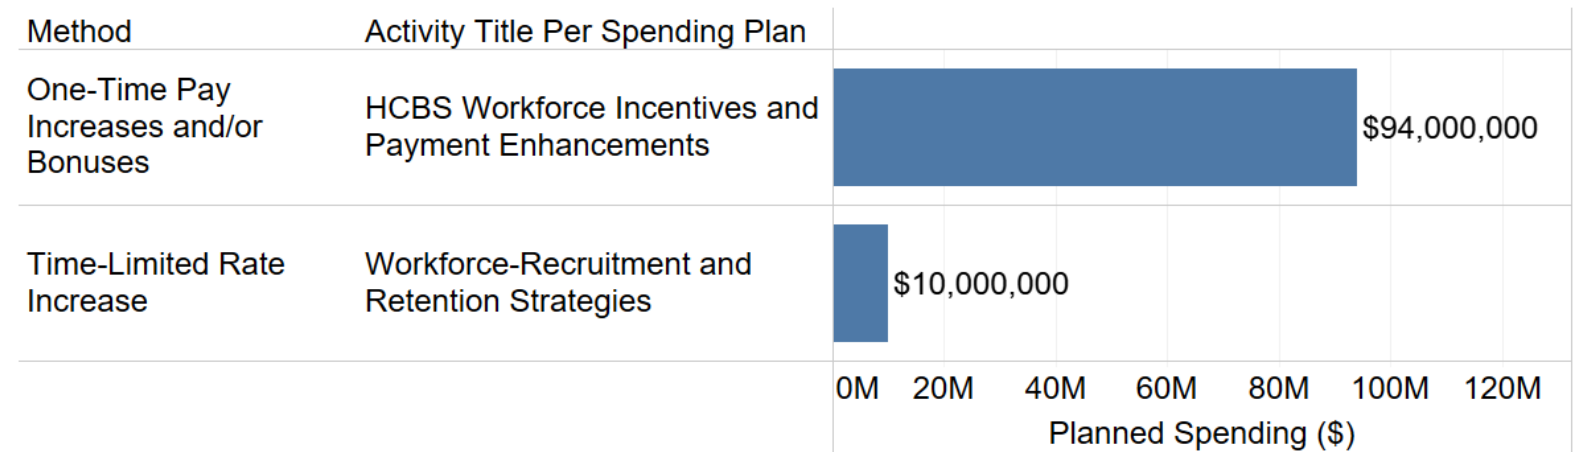 Method
Activity Title Per Spending Plan
One-Time Pay
Increases and/or
Bonuses
HCBS Workforce Incentives and
Payment Enhancements
$94,000,000
Time-Limited Rate
Increase
Workforce-Recruitment and
Retention Strategies
$10,000,000
0M 20M 40M 60M 80M 100M 120M
Planned Spending ($)